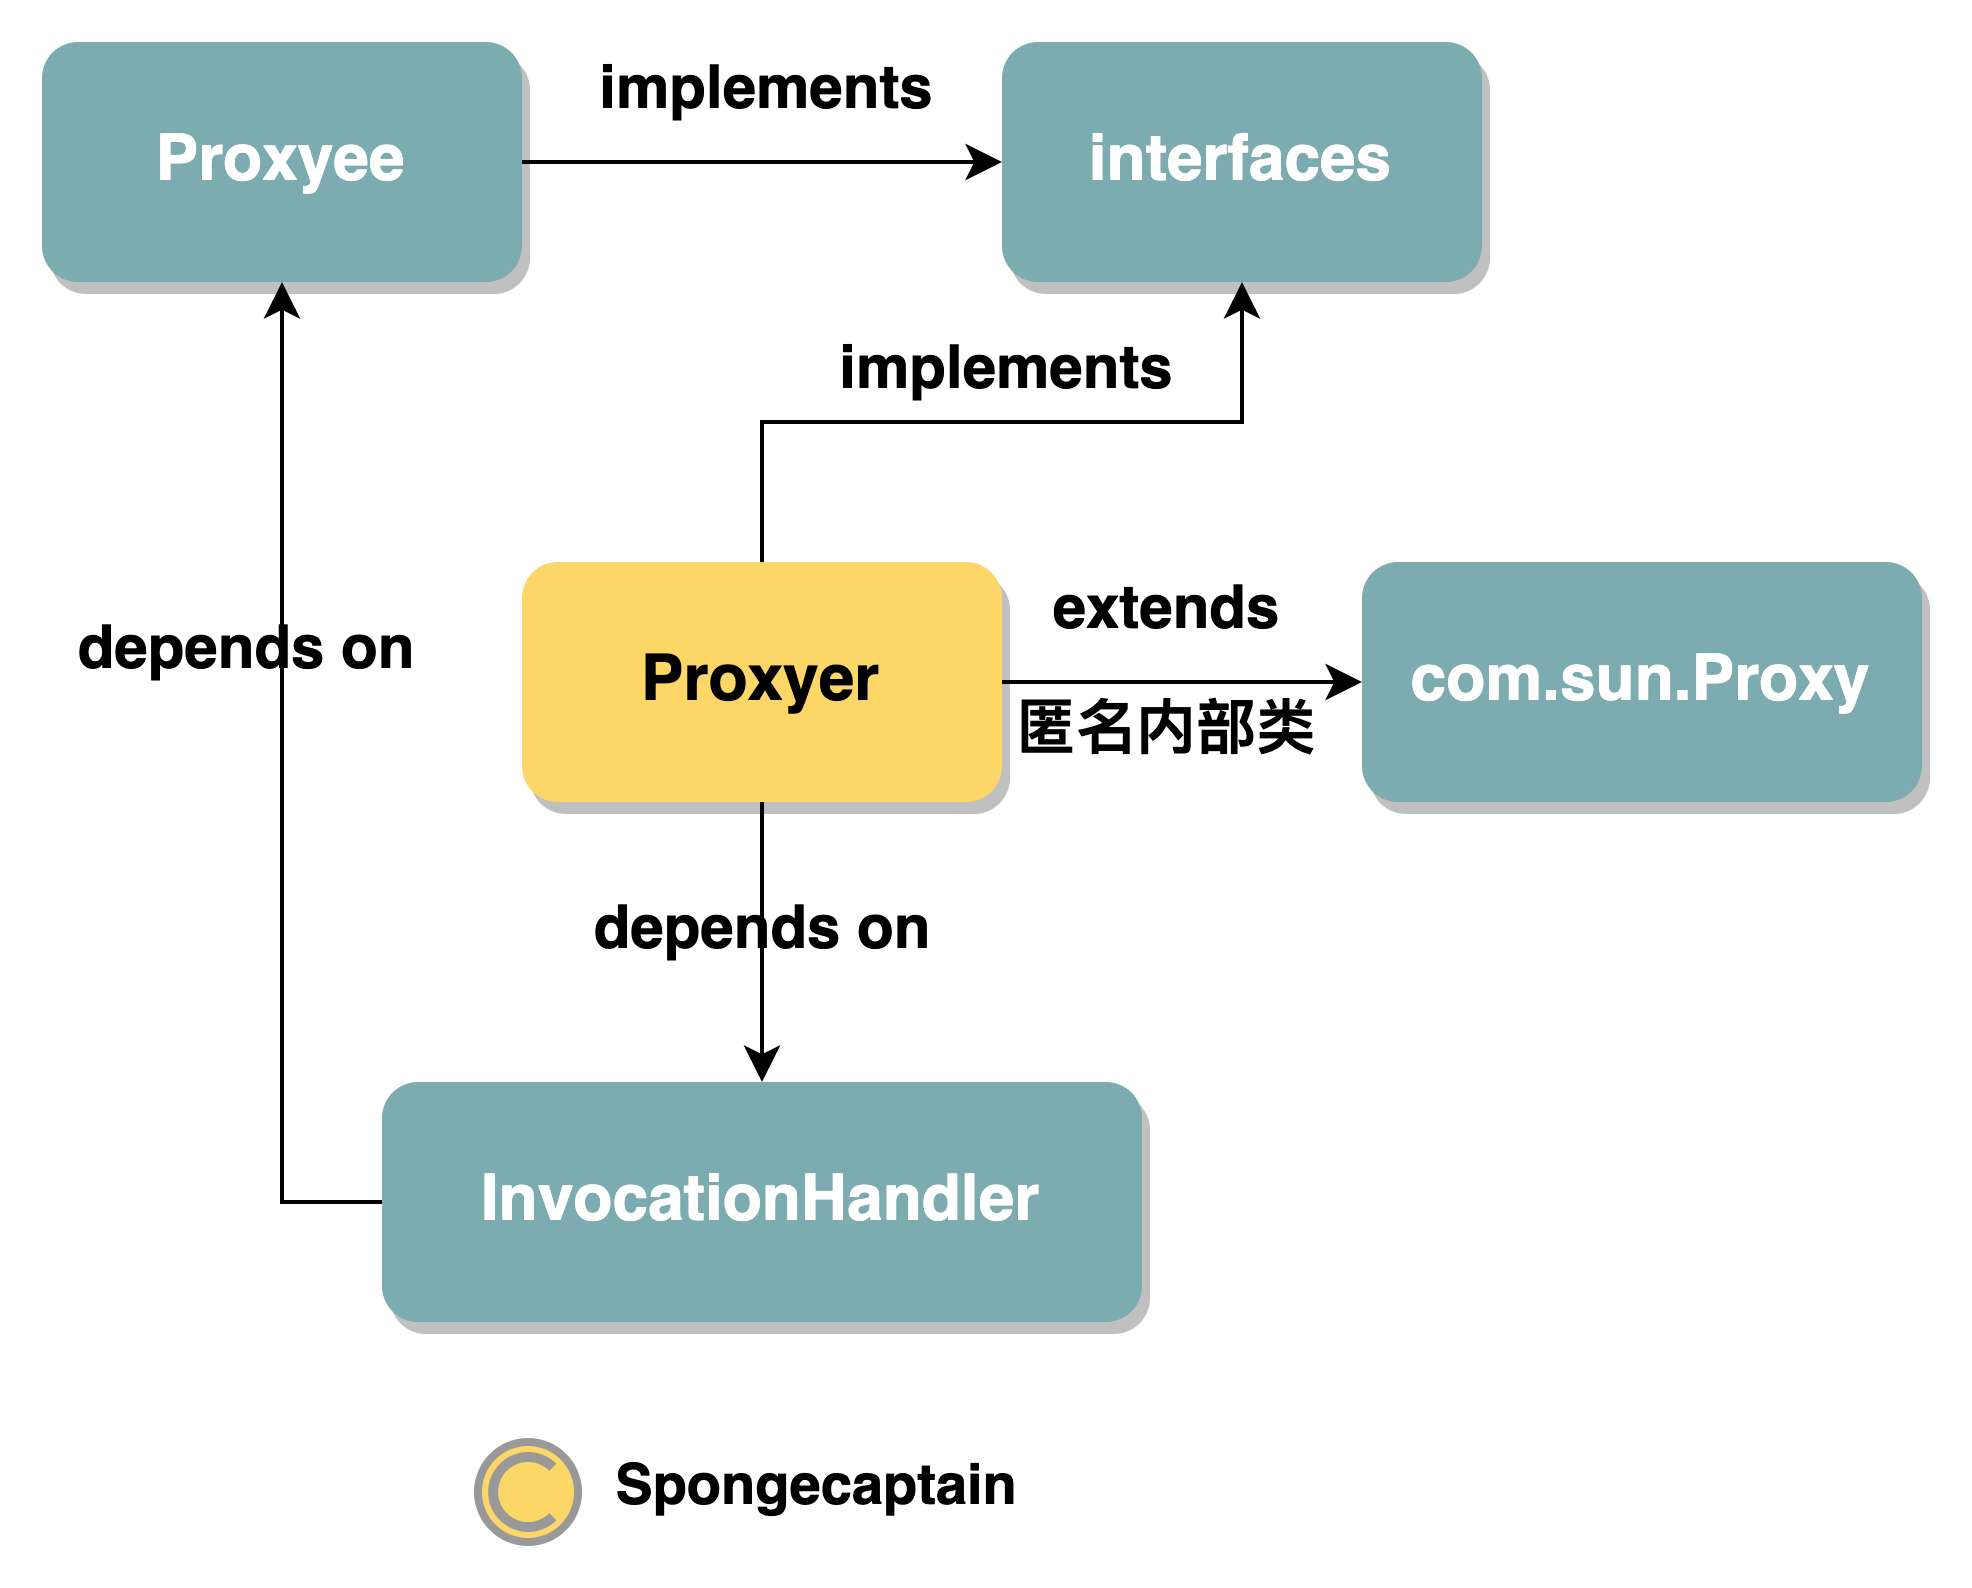 implements
Proxyee
interfaces
implements
extends
depends on
Proxyer
com.sun.Proxy
匿名内部类
depends on
InvocationHandler
Spongecaptain